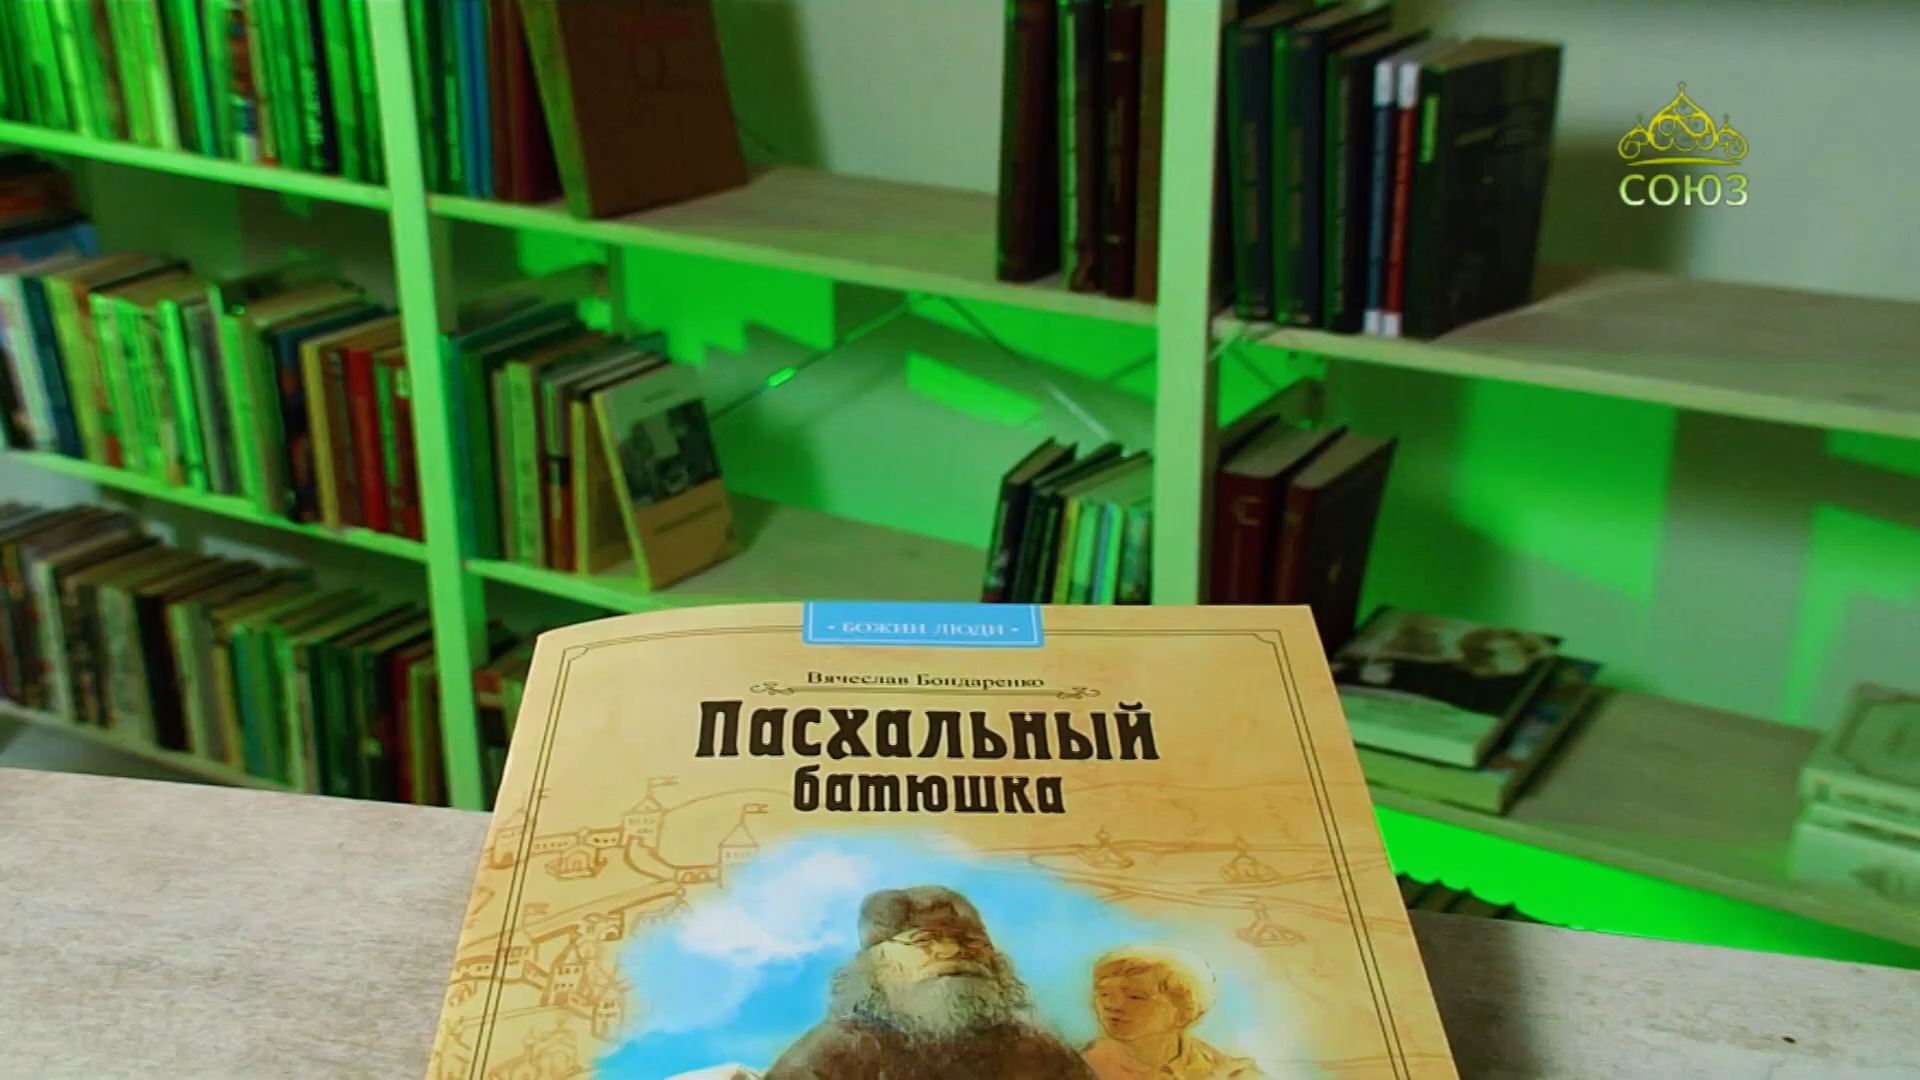 СОЮЗ
• БОЖИИ ЛЮДИ •
Вячеслав Бондаренко
Пасхальный
батюшка